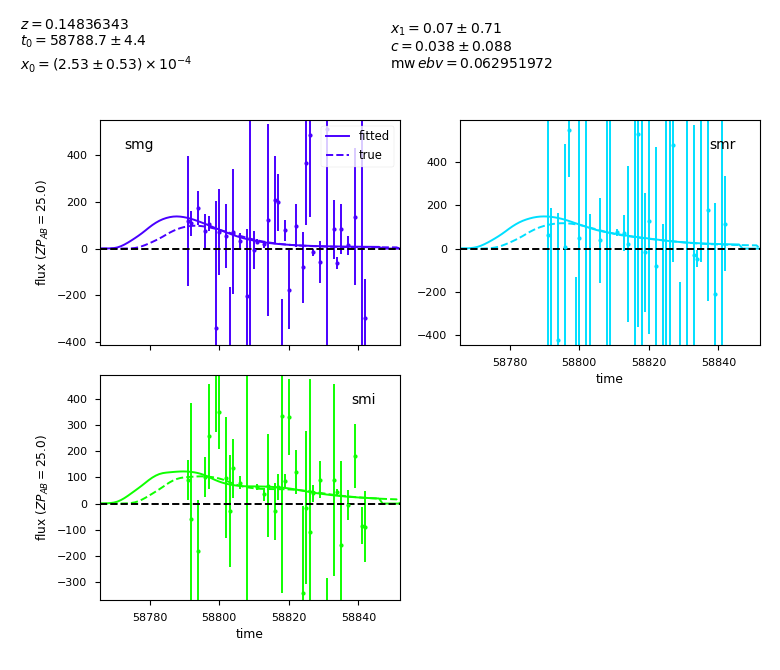 z = 0.14836343
t₀ = 58788.7 ± 4.4
x₀ = (2.53 ± 0.53) × 10⁻⁴
x₁ = 0.07 ± 0.71
c = 0.038 ± 0.088
mw ebv = 0.062951972
smg
fitted
true
flux (ZP_AB = 25.0)
400
200
0
−200
−400
smr
400
200
0
−200
−400
58780 58800 58820 58840
time
smi
flux (ZP_AB = 25.0)
400
300
200
100
0
−100
−200
−300
58780 58800 58820 58840
time